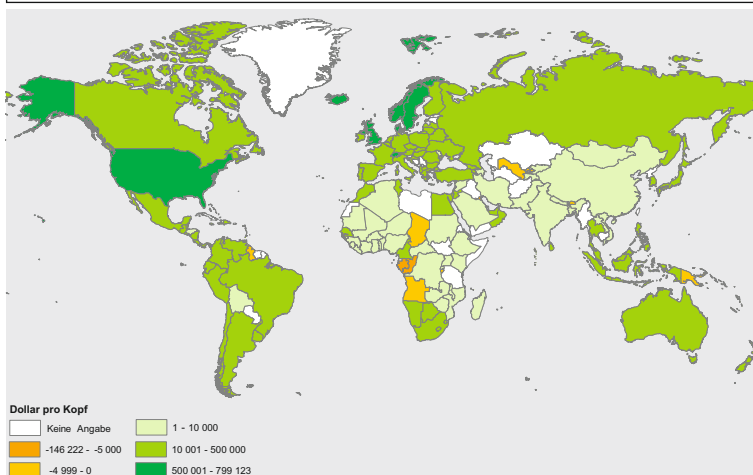 Dollar pro Kopf
Keine Angabe
-146 222 - -5 000
-4 999 - 0
1 - 10 000
10 001 - 500 000
500 001 - 799 123